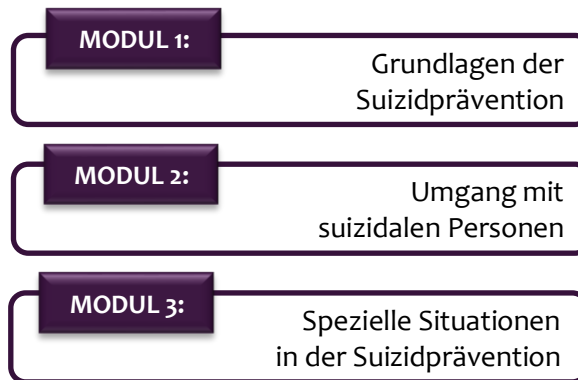 MODUL 1:
Grundlagen der
Suizidprävention
MODUL 2:
Umgang mit
suizidalen Personen
MODUL 3:
Spezielle Situationen
in der Suizidprävention